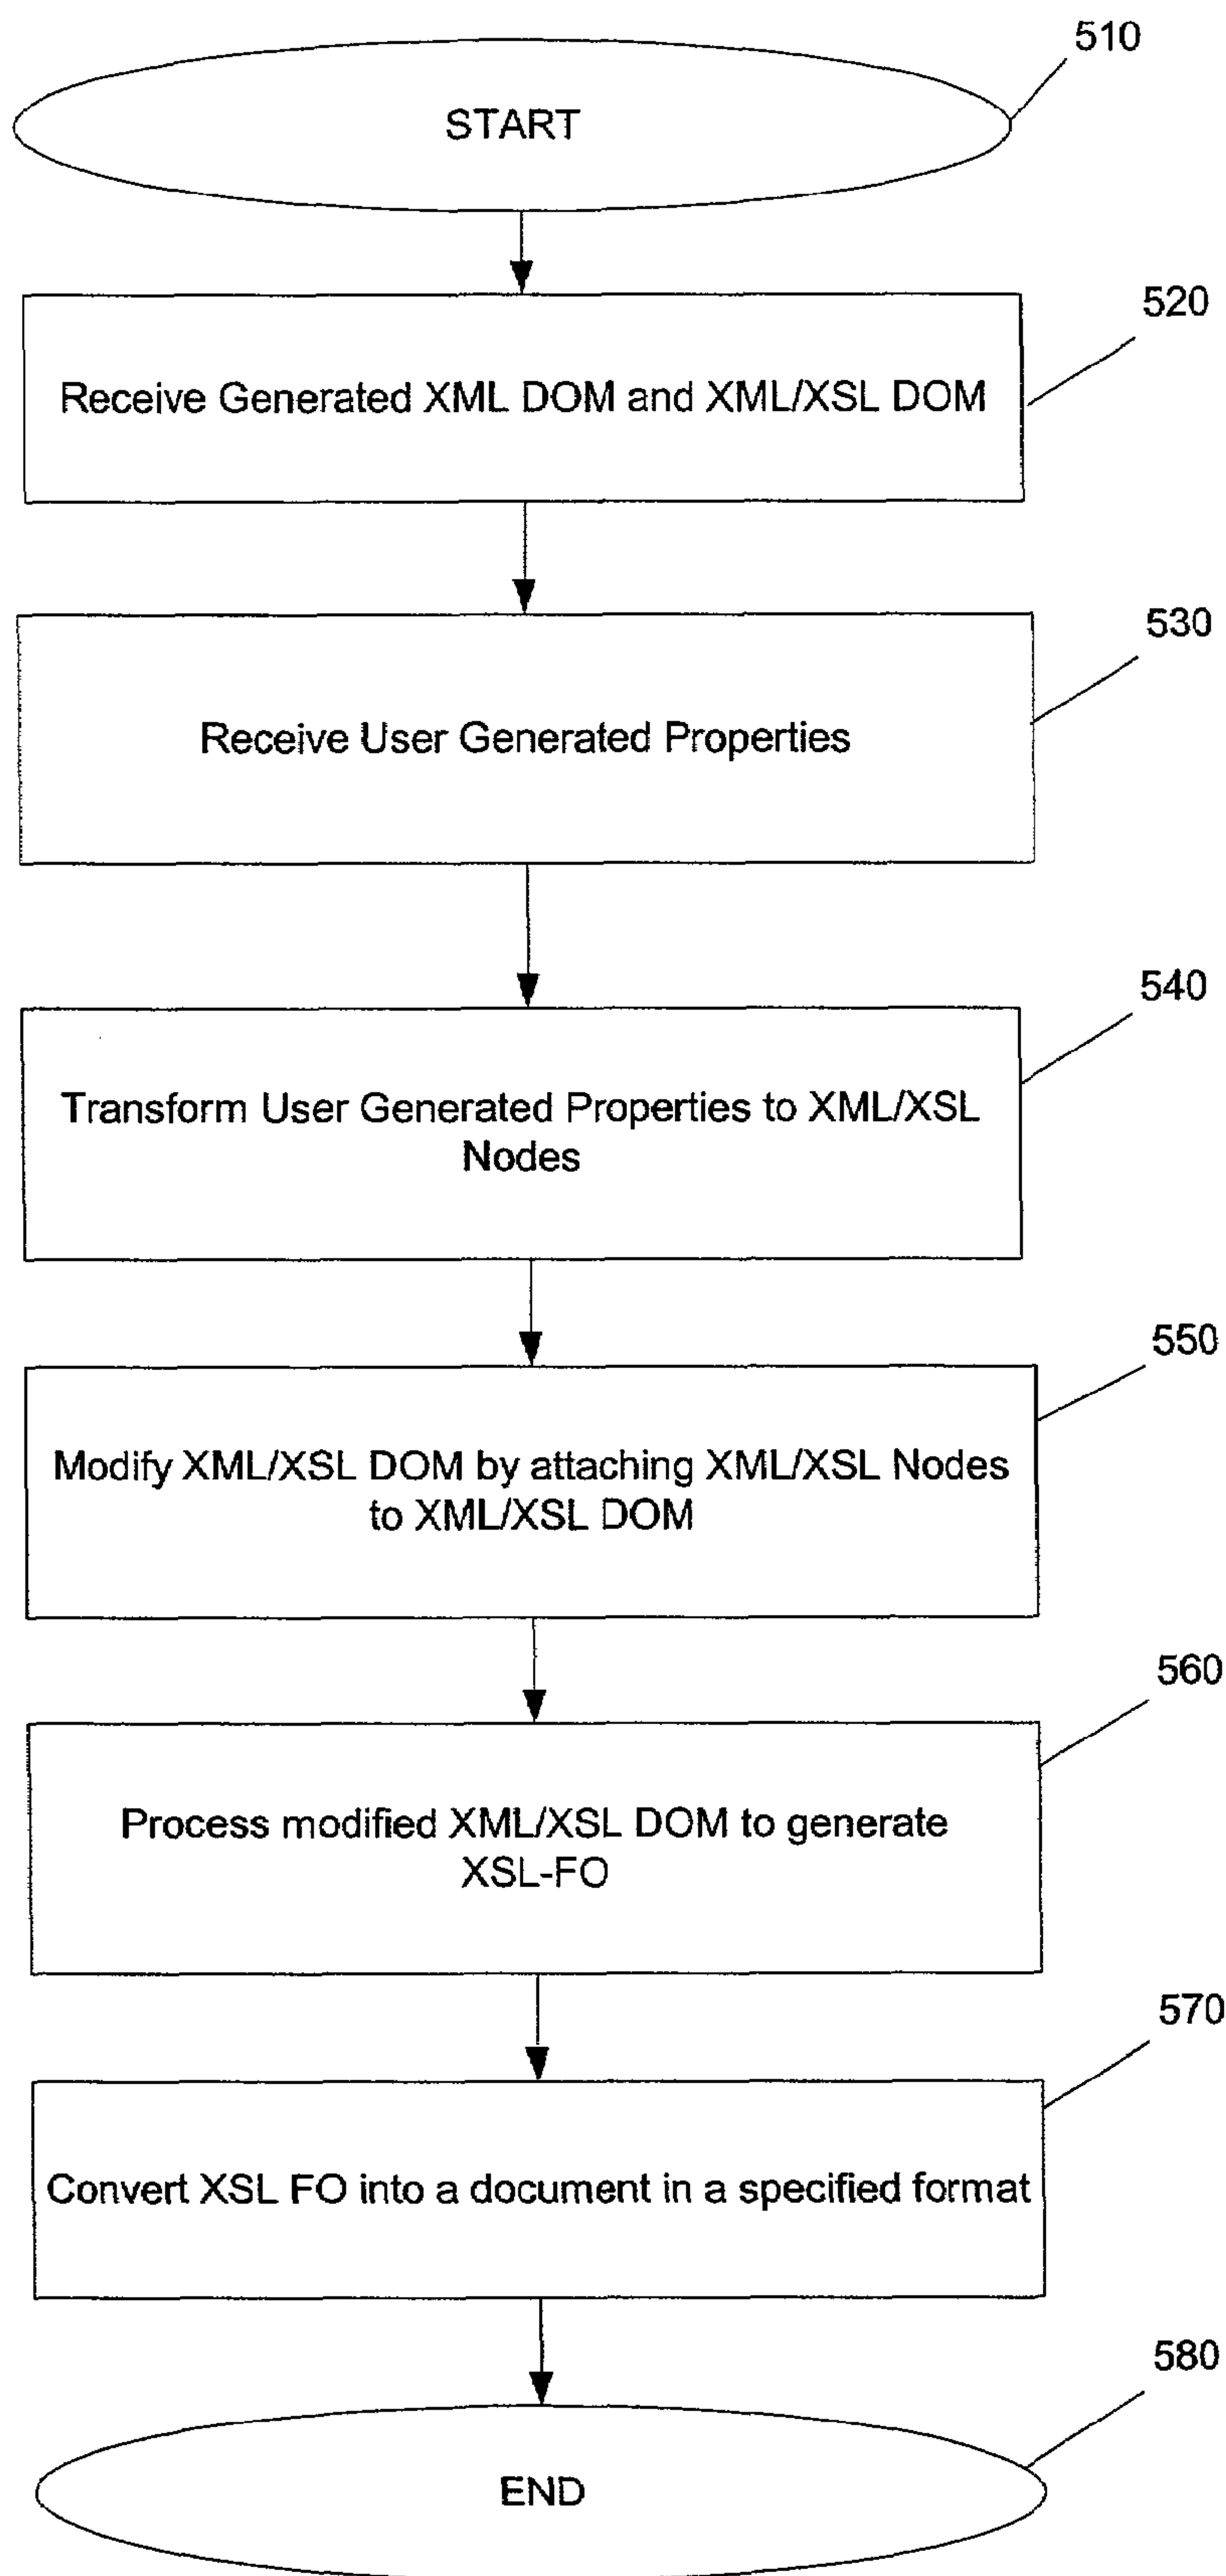 510
START
520
Receive Generated XML DOM and XML/XSL DOM
530
Receive User Generated Properties
540
Transform User Generated Properties to XML/XSL
Nodes
550
Modify XML/XSL DOM by attaching XML/XSL Nodes
to XML/XSL DOM
560
Process modified XML/XSL DOM to generate
XSL-FO
570
Convert XSL FO into a document in a specified format
580
END